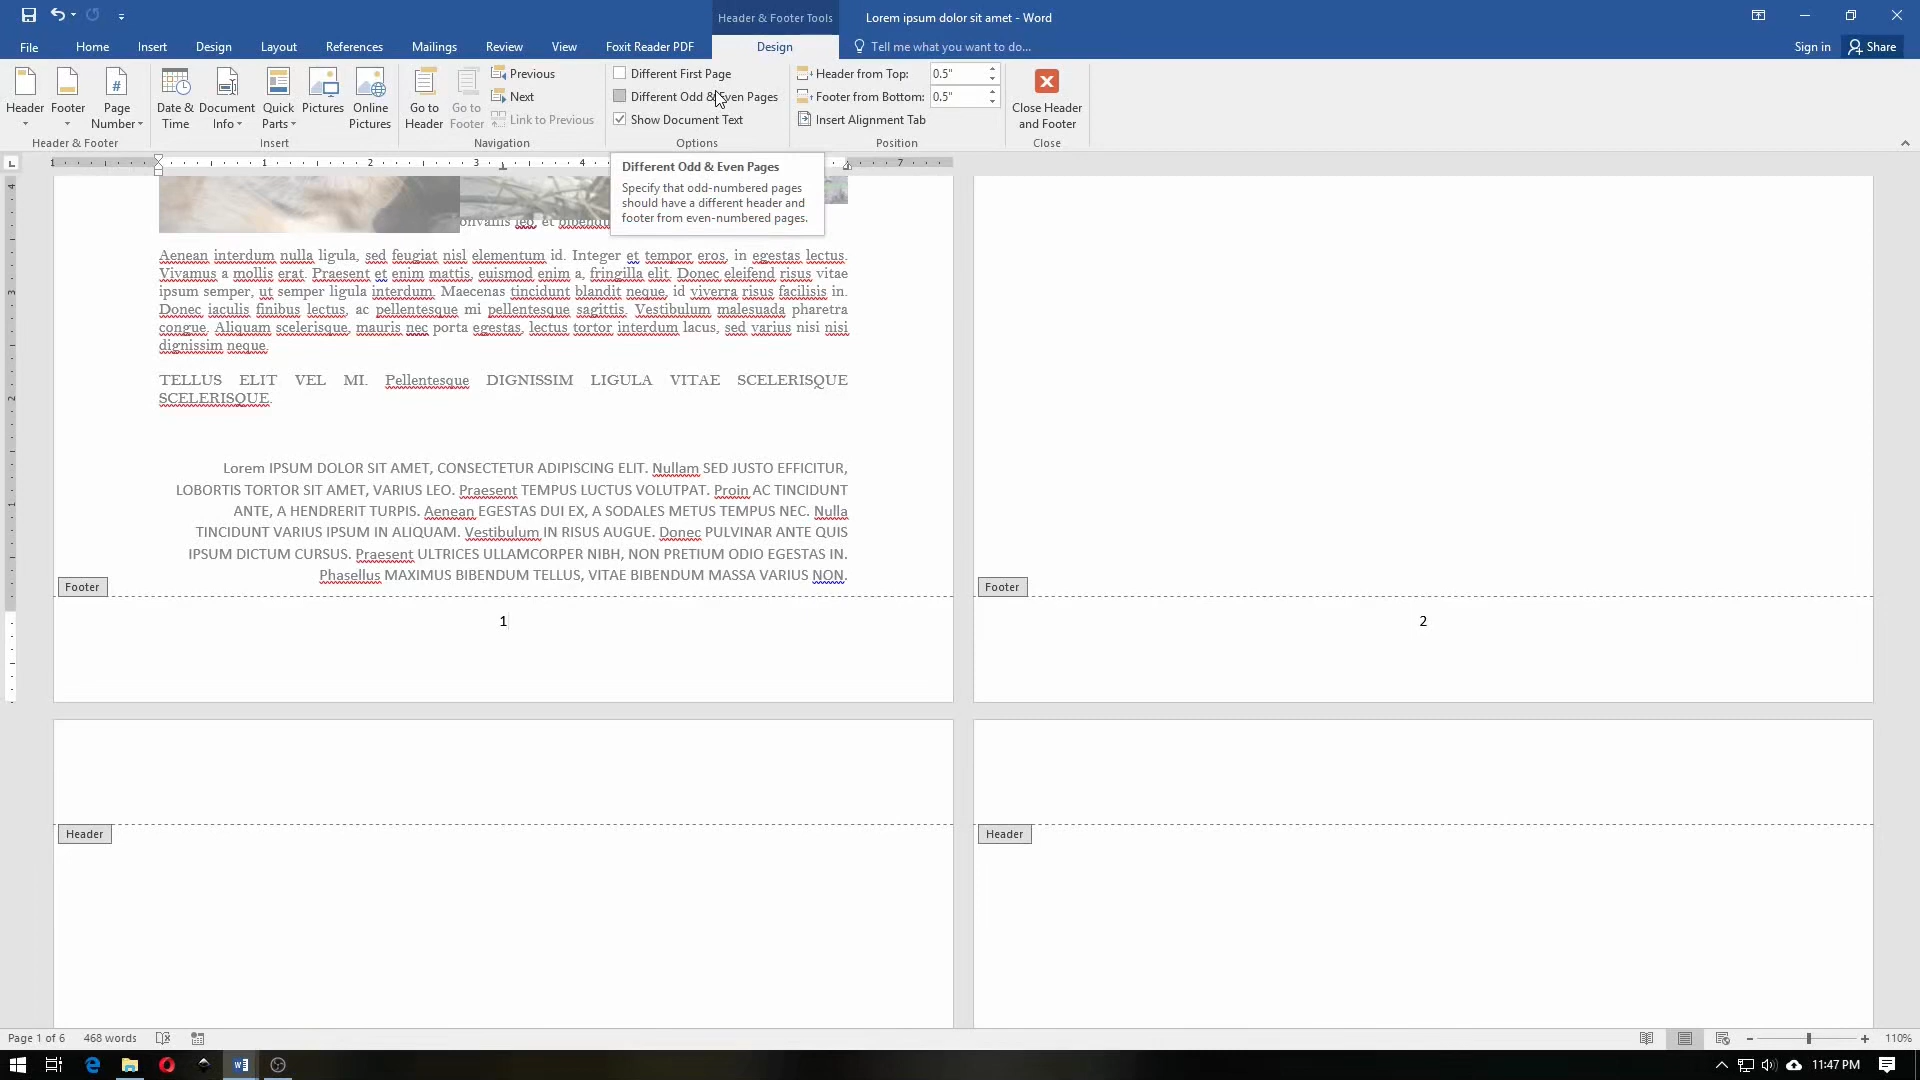 Header & Footer Tools
Lorem ipsum dolor sit amet - Word
File
Home
Insert
Design
Layout
References
Mailings
Review
View
Foxit Reader PDF
Design
Tell me what you want to do...
Sign in
Share
Header
Footer
Page Number
Date & Time
Document Info
Quick Parts
Pictures
Online Pictures
Go to Header
Go to Footer
Previous
Next
Link to Previous
Different First Page
Different Odd & Even Pages
Show Document Text
Header from Top:
0.5"
Footer from Bottom:
0.5"
Insert Alignment Tab
Close Header and Footer
Header & Footer
Insert
Navigation
Options
Position
Close
1 1 2 3 4 7
Different Odd & Even Pages
Specify that odd-numbered pages
should have a different header and
footer from even-numbered pages.
leo, et
Aenean interdum nulla ligula, sed feugiat nisl elementum id. Integer et tempor eros, in egestas lectus.
Vivamus a mollis erat. Praesent et enim mattis, euismod enim a, fringilla elit. Donec eleifend risus vitae
ipsum semper, ut semper ligula interdum. Maecenas tincidunt blandit neque, id viverra risus facilisis in.
Donec iaculis finibus lectus, ac pellentesque mi pellentesque sagittis. Vestibulum malesuada pharetra
congue. Aliquam scelerisque, mauris nec porta egestas, lectus tortor interdum lacus, sed varius nisi nisi
dignissim neque.
TELLUS ELIT VEL MI. Pellentesque DIGNISSIM LIGULA VITAE SCELERISQUE
SCELERISQUE.
Lorem IPSUM DOLOR SIT AMET, CONSECTETUR ADIPISCING ELIT. Nullam SED JUSTO EFFICITUR,
LOBORTIS TORTOR SIT AMET, VARIUS LEO. Praesent TEMPUS LUCTUS VOLUTPAT. Proin AC TINCIDUNT
ANTE, A HENDRERIT TURPIS. Aenean EGESTAS DUI EX, A SODALES METUS TEMPUS NEC. Nulla
TINCIDUNT VARIUS IPSUM IN ALIQUAM. Vestibulum IN RISUS AUGUE. Donec PULVINAR ANTE QUIS
IPSUM DICTUM CURSUS. Praesent ULTRICES ULLAMCORPER NIBH, NON PRETIUM ODIO EGESTAS IN.
Phasellus MAXIMUS BIBENDUM TELLUS, VITAE BIBENDUM MASSA VARIUS NON.
Footer
1
Footer
2
Header
Header
Page 1 of 6
468 words
110%
11:47 PM